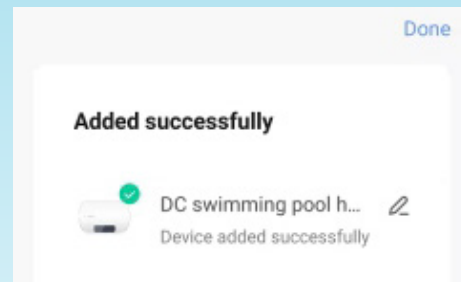 Done
Added successfully
DC swimming pool h...
Device added successfully